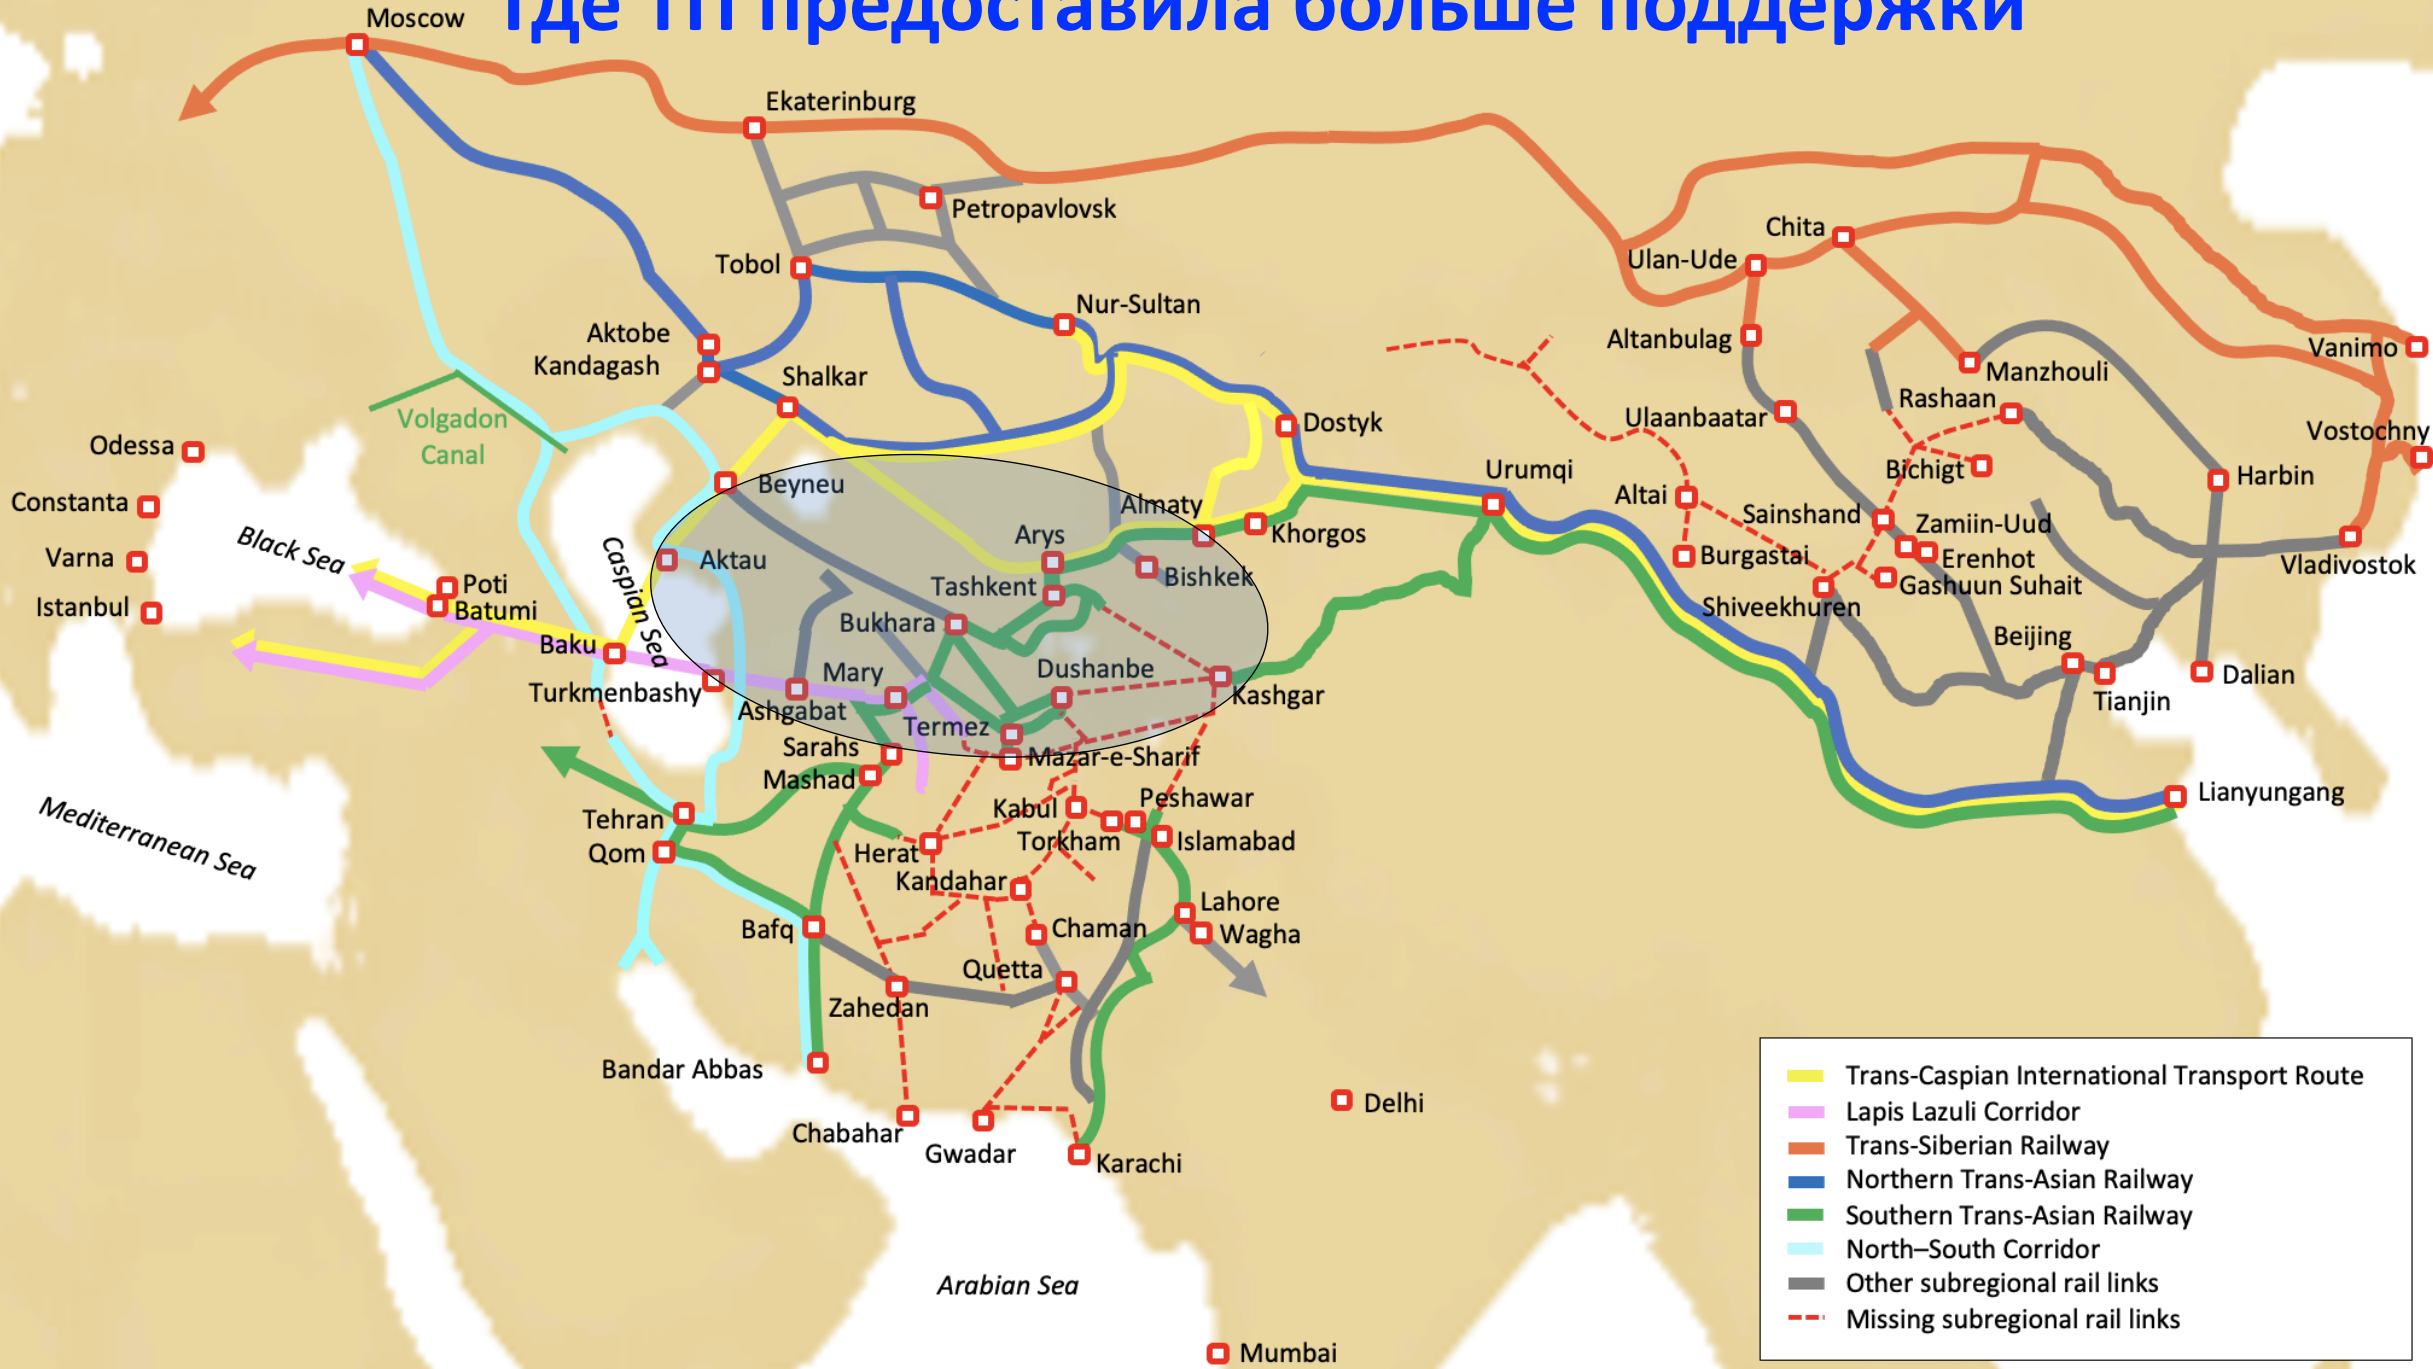 Где ТП предоставила больше поддержки
Moscow
Ekaterinburg
Petropavlovsk
Tobol
Nur-Sultan
Aktobe
Kandagash
Shalkar
Dostyk
Volgadon
Canal
Odessa
Constanta
Varna
Istanbul
Black Sea
Poti
Batumi
Baku
Caspian Sea
Beyneu
Aktau
Almaty
Khorgos
Arys
Bishkek
Tashkent
Bukhara
Dushanbe
Mary
Turkmenbashy
Ashgabat
Termez
Kashgar
Sarahs
Mashad
Mazar-e-Sharif
Kabul
Peshawar
Torkham
Islamabad
Tehran
Qom
Herat
Kandahar
Lahore
Wagha
Bafq
Chaman
Quetta
Zahedan
Bandar Abbas
Chabahar
Gwadar
Karachi
Delhi
Mumbai
Mediterranean Sea
Arabian Sea
Urumqi
Chita
Ulan-Ude
Altanbulag
Ulaanbaatar
Manzhouli
Rashaan
Bichigt
Altai
Burgastai
Sainshand
Zamiin-Uud
Erenhot
Gashuun Suhait
Shiveekhuren
Beijing
Tianjin
Dalian
Harbin
Vanimo
Vostochny
Vladivostok
Lianyungang
Trans-Caspian International Transport Route
Lapis Lazuli Corridor
Trans-Siberian Railway
Northern Trans-Asian Railway
Southern Trans-Asian Railway
North–South Corridor
Other subregional rail links
Missing subregional rail links